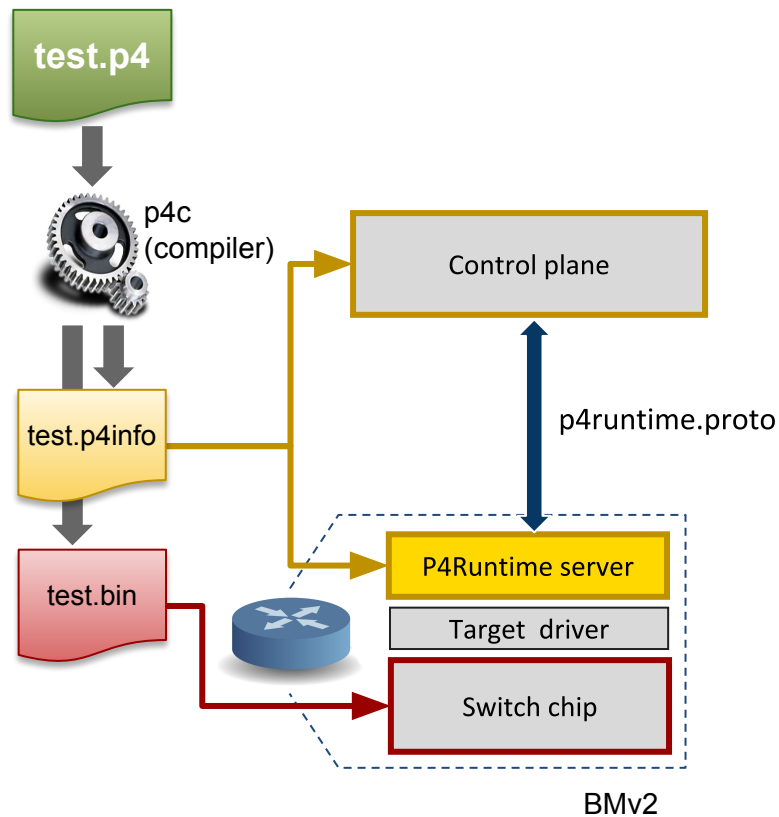 test.p4
p4c
(compiler)
Control plane
test.p4info
p4runtime.proto
P4Runtime server
test.bin
Target driver
Switch chip
BMv2